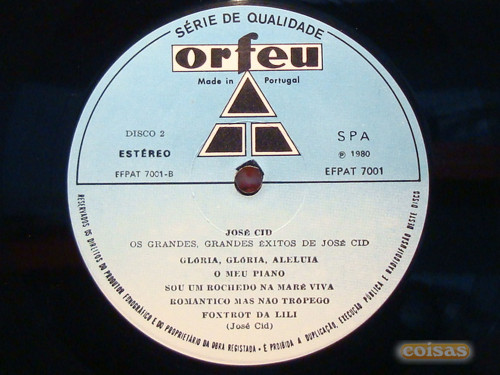 SÉRIE DE QUALIDADE
orfeu
Made in Portugal
DISCO 2
ESTÉREO
EFPAT 7001-B
SPA
℗ 1980
EFPAT 7001
JOSÉ CID
OS GRANDES, GRANDES ÉXITOS DE JOSÉ CID
GLÓRIA, GLÓRIA, ALELUIA
O MEU PIANO
SOU UM ROCHEDO NA MARÉ VIVA
ROMANTICO MAS NÃO TRÔPEGO
FOXTROT DA LILI
(José Cid)
RESERVADOS OS DIREITOS DO PRODUTOR FONOGRÁFICO E DO PROPRIETÁRIO DA OBRA REGISTADA - É PROIBIDA A DUPLICAÇÃO, EXECUÇÃO PÚBLICA E RADIODIFUSÃO DESTE DISCO
coisas